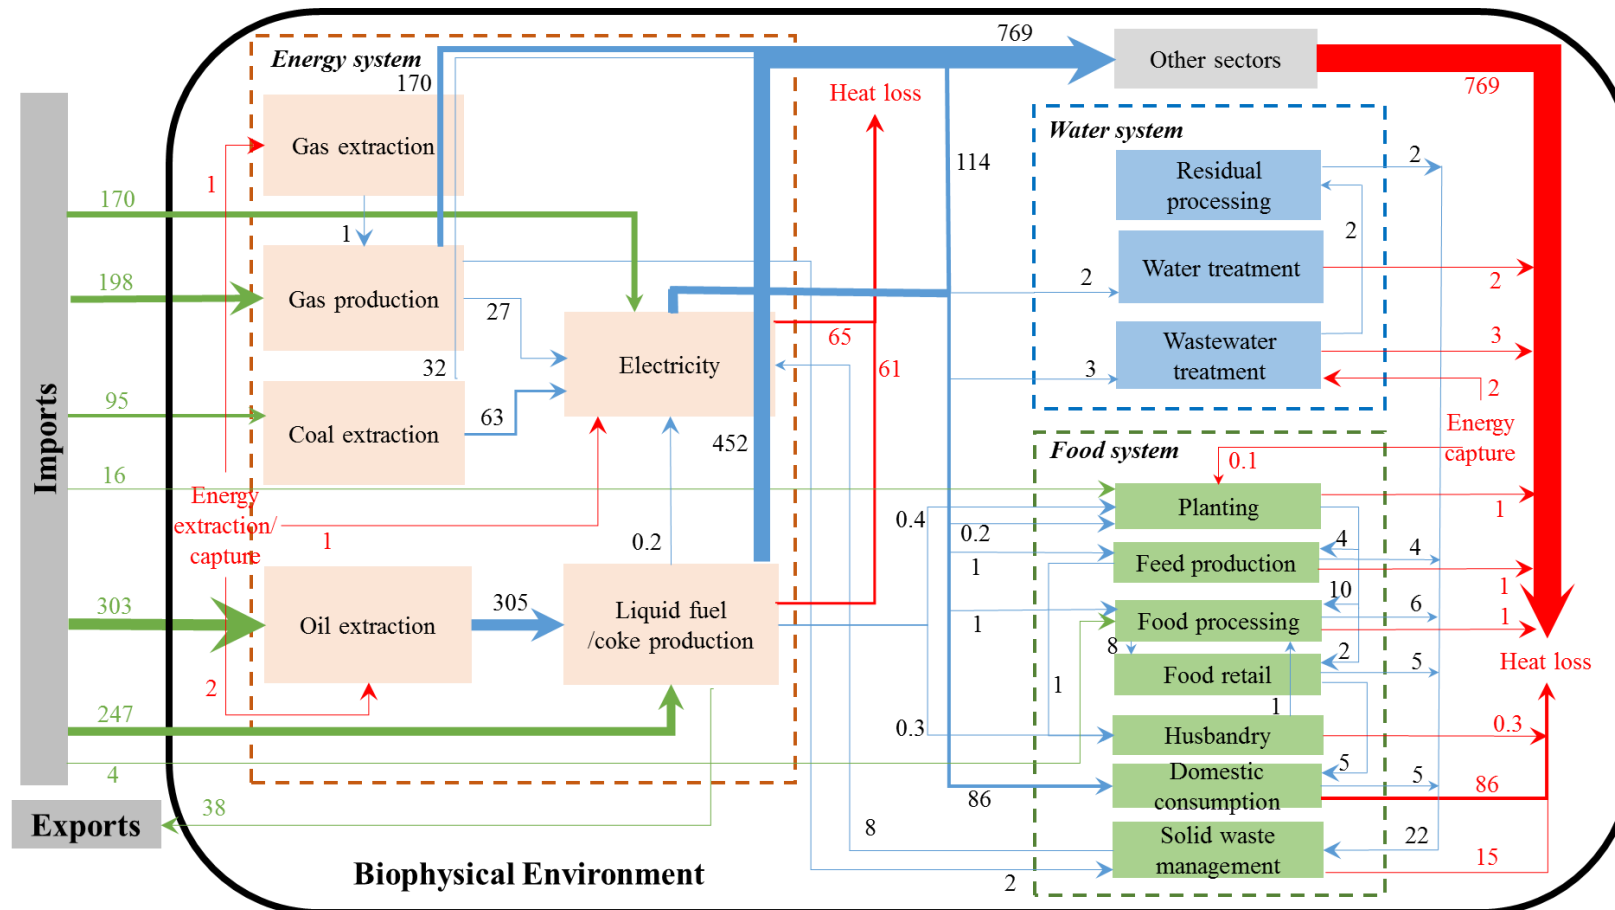 769
Energy system
Other sectors
170
Heat loss
769
Water system
Gas extraction
114
Residual
processing
2
1
170
1
2
198
Gas production
27
Water treatment
2
2
Electricity
65
Wastewater
treatment
3
32
61
3
2
95
Coal extraction
63
452
Energy
capture
Food system
0.1
Imports
16
Energy
extraction/
capture
1
0.2
0.4
0.2
Planting
1
4
4
1
Feed production
1
10
6
303
Oil extraction
305
Liquid fuel
/coke production
1
Food processing
1
8
2
5
Heat loss
Food retail
2
1
1
247
0.3
Husbandry
0.3
4
5
5
Domestic
consumption
86
86
38
Exports
8
Solid waste
management
22
15
Biophysical Environment
2